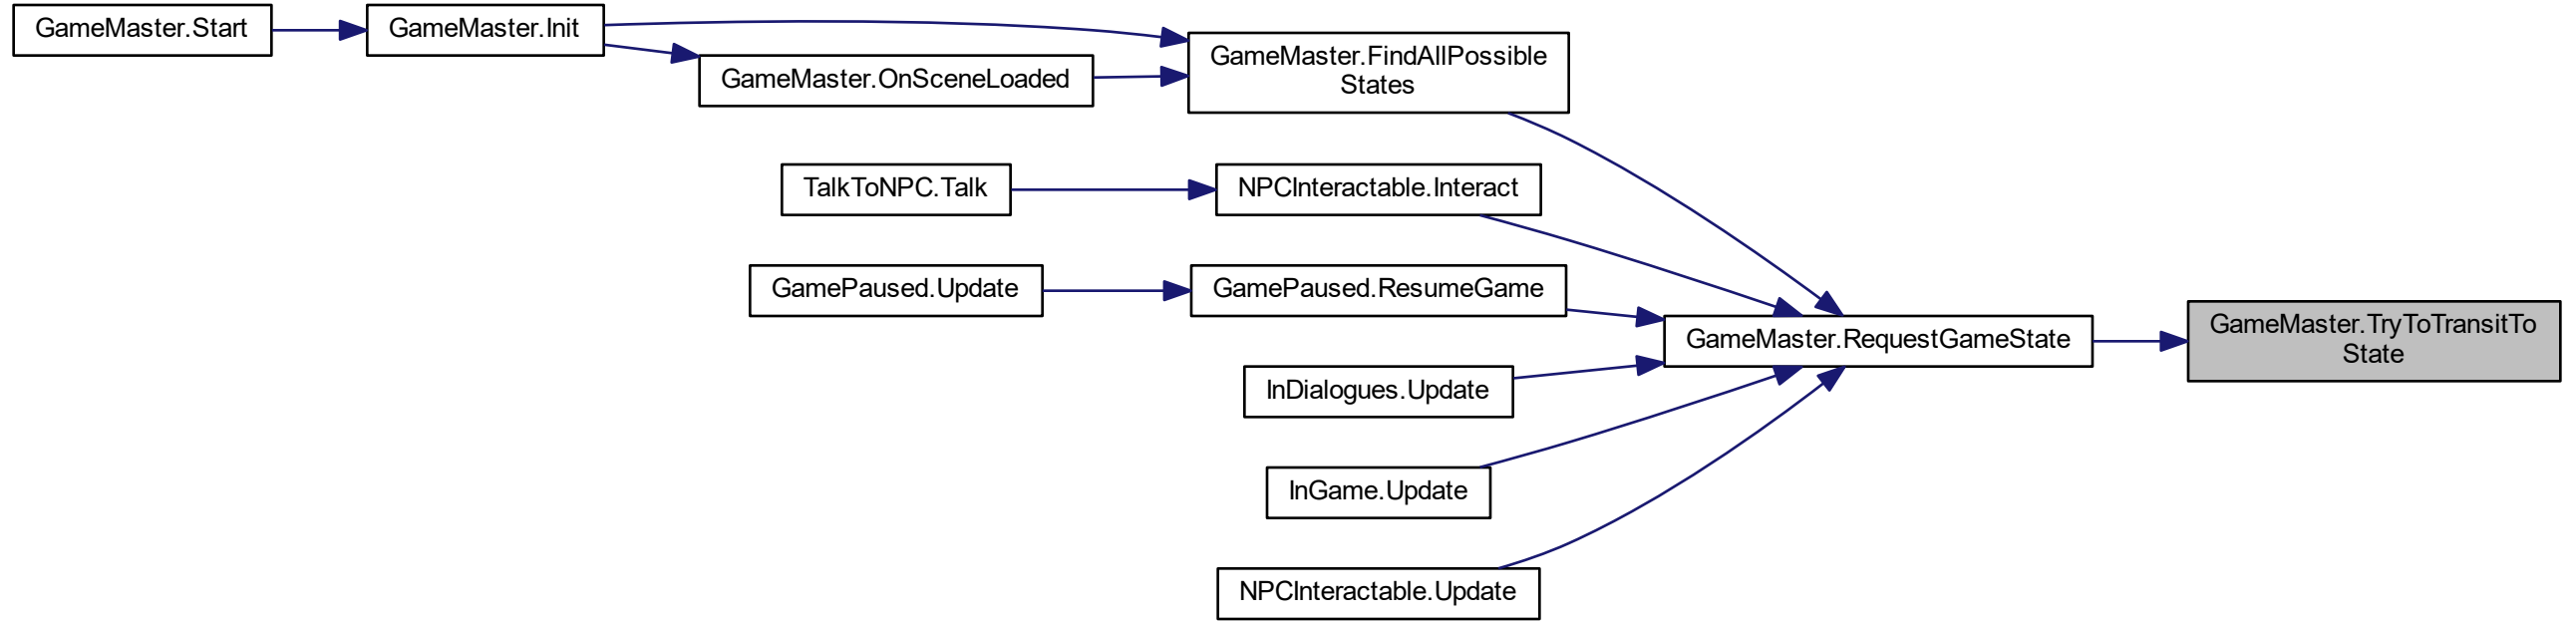 GameMaster.Start
GameMaster.Init
GameMaster.OnSceneLoaded
GameMaster.FindAllPossible
States
TalkToNPC.Talk
NPCInteractable.Interact
GamePaused.Update
GamePaused.ResumeGame
GameMaster.RequestGameState
GameMaster.TryToTransitTo
State
InDialogues.Update
InGame.Update
NPCInteractable.Update